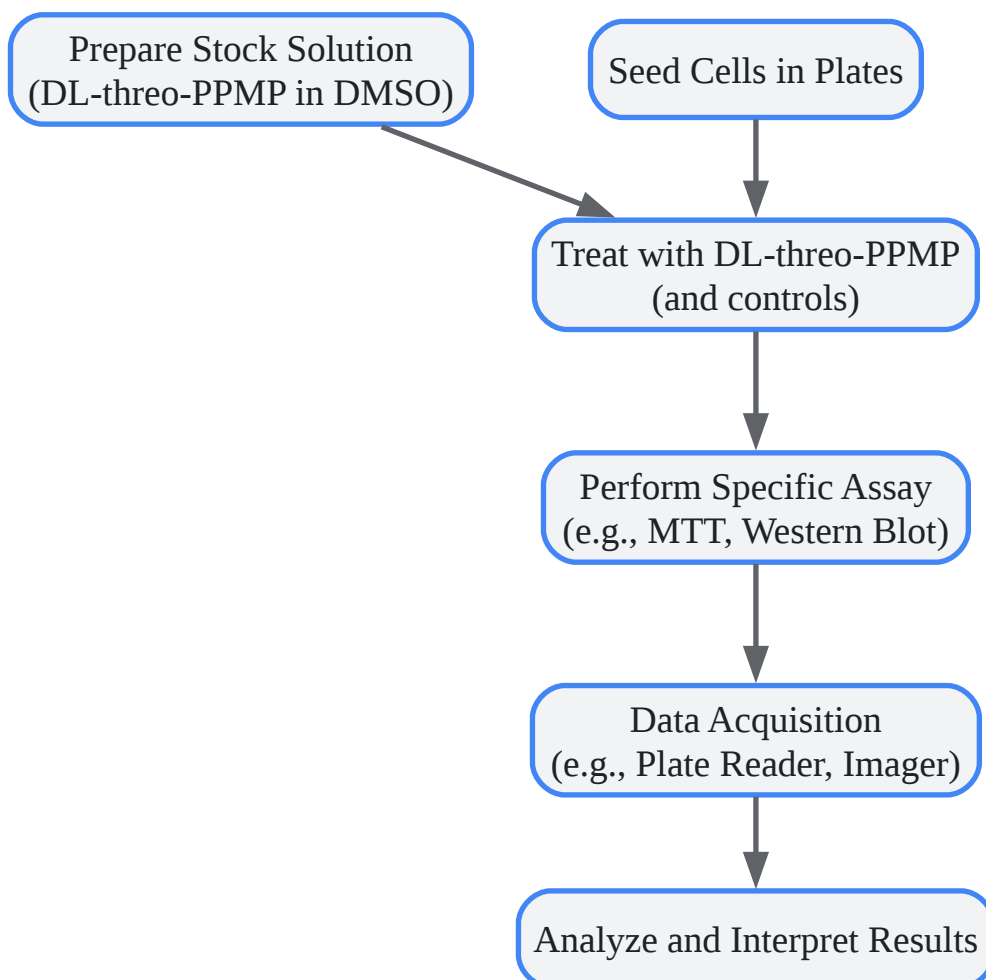 Prepare Stock Solution
(DL-threo-PPMP in DMSO)
Seed Cells in Plates
Treat with DL-threo-PPMP
(and controls)
Perform Specific Assay
(e.g., MTT, Western Blot)
Data Acquisition
(e.g., Plate Reader, Imager)
Analyze and Interpret Results